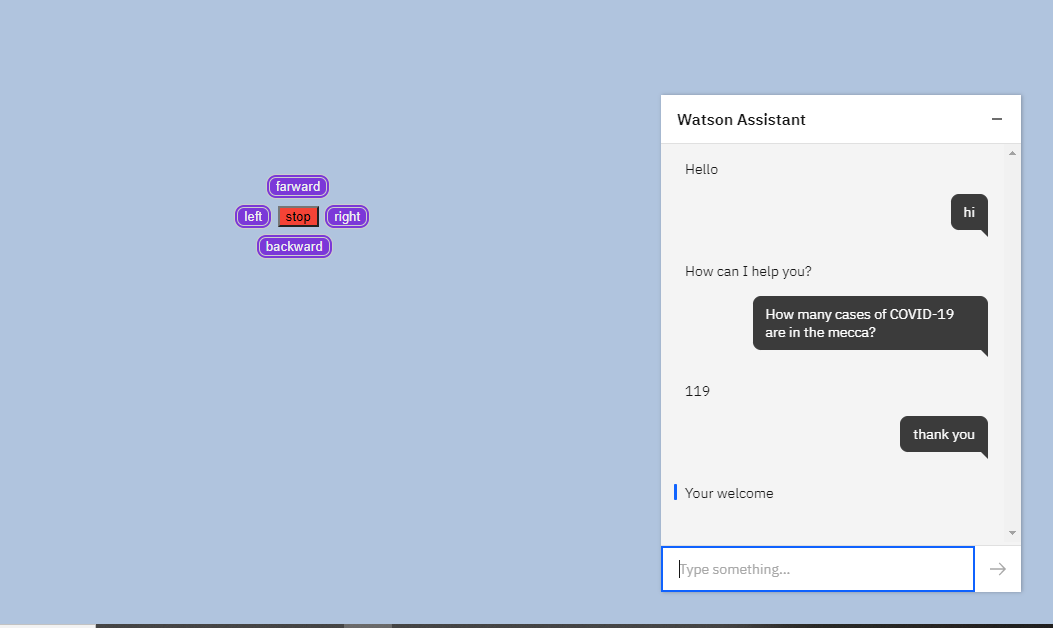 farward
left stop right
backward
Watson Assistant
Hello
hi
How can I help you?
How many cases of COVID-19
are in the mecca?
119
thank you
Your welcome
Type something...